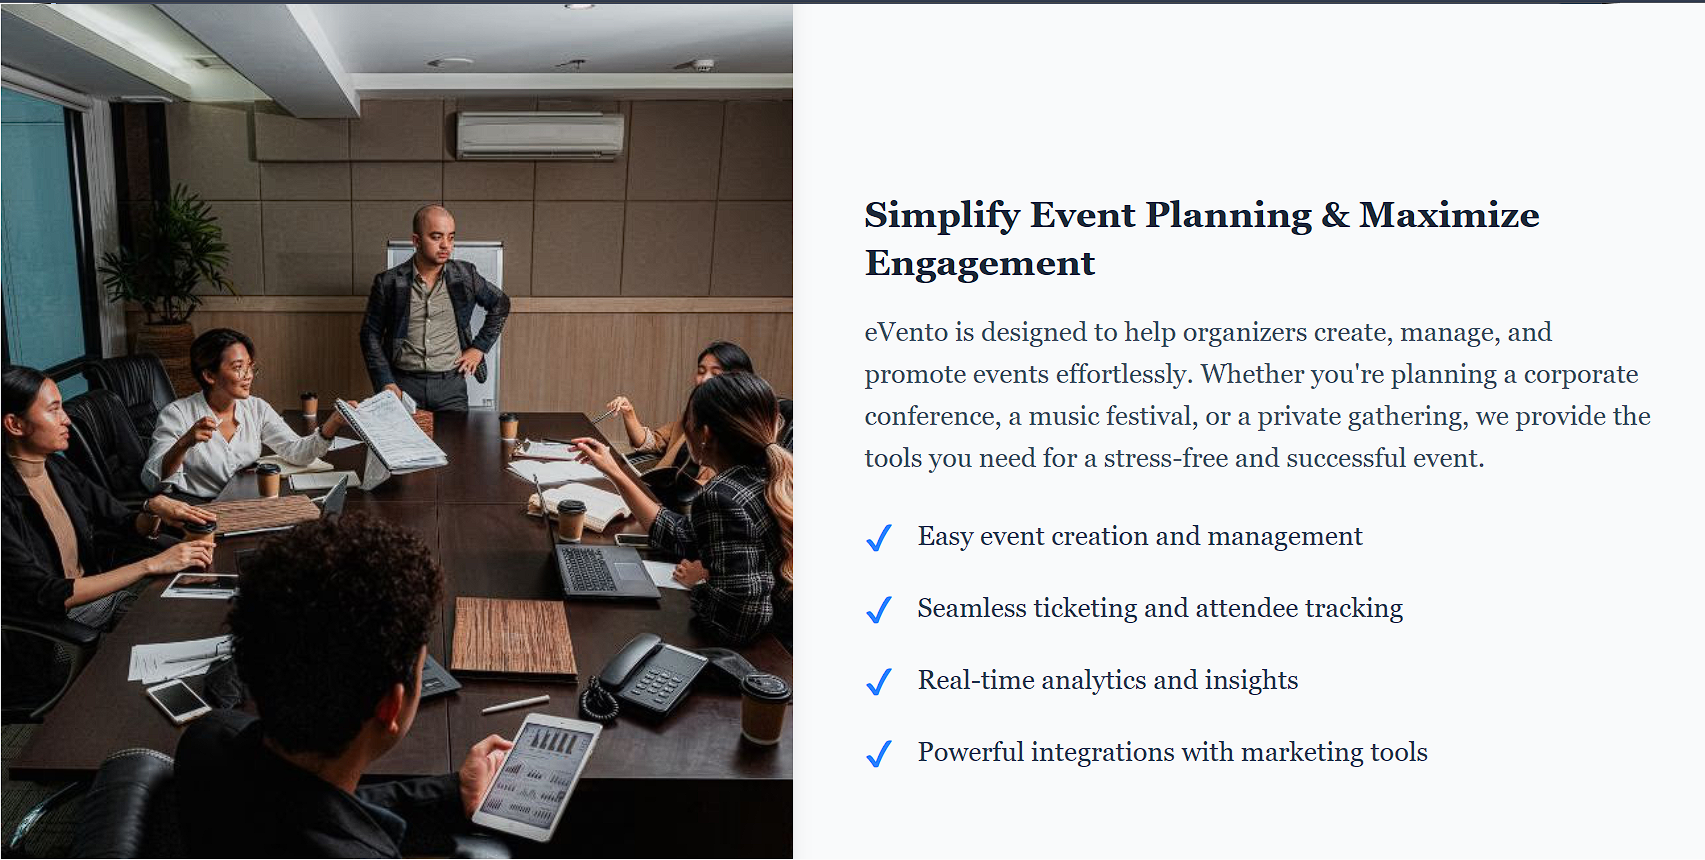 Simplify Event Planning & Maximize
Engagement
eVento is designed to help organizers create, manage, and
promote events effortlessly. Whether you're planning a corporate
conference, a music festival, or a private gathering, we provide the
tools you need for a stress-free and successful event.
Easy event creation and management
Seamless ticketing and attendee tracking
Real-time analytics and insights
Powerful integrations with marketing tools